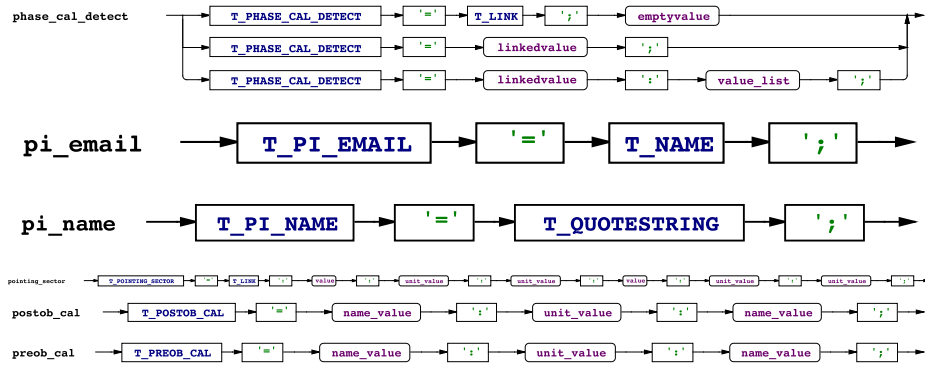 phase_cal_detect T_PHASE_CAL_DETECT '=' T_LINK ';' emptyvalue
T_PHASE_CAL_DETECT '=' linkedvalue ';'
T_PHASE_CAL_DETECT '=' linkedvalue ':' value_list ';'
pi_email T_PI_EMAIL '=' T_NAME ';'
pi_name T_PI_NAME '=' T_QUOTESTRING ';'
pointing_sector T_POINTING_SECTOR '=' T_LINK ':' value ':' unit_value ':' unit_value ':' value ':' unit_value ':' unit_value ';'
postob_cal T_POSTOB_CAL '=' name_value ':' unit_value ':' name_value ';'
preob_cal T_PREOB_CAL '=' name_value ':' unit_value ':' name_value ';'